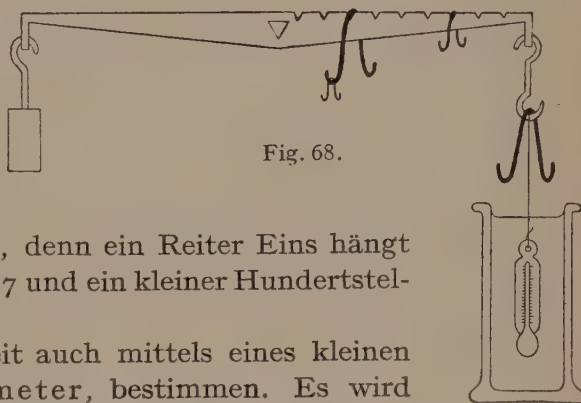 Fig. 68.
, denn ein Reiter Eins hängt
7 und ein kleiner Hundertstel-
eit auch mittels eines kleinen
neter, bestimmen. Es wird